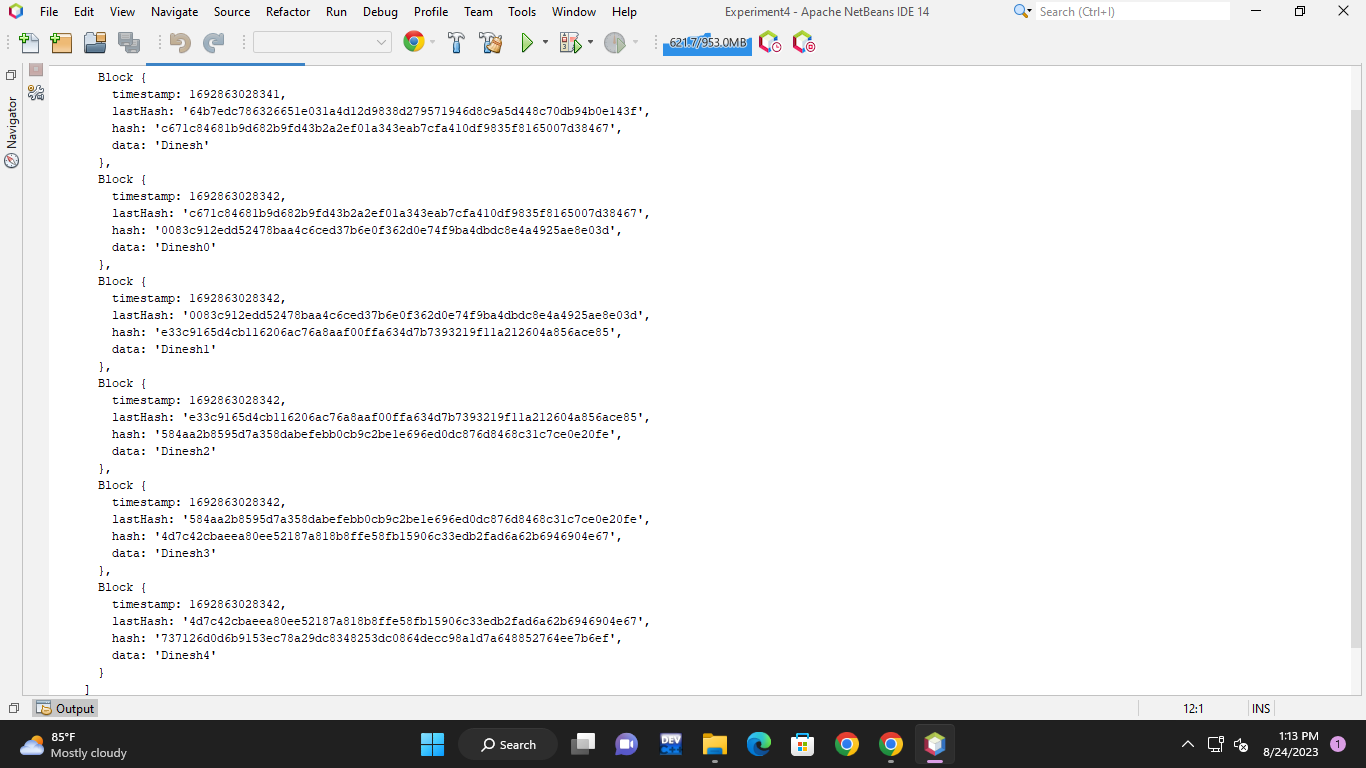 File Edit View Navigate Source Refactor Run Debug Profile Team Tools Window Help Experiment4 - Apache NetBeans IDE 14 Search (Ctrl+I)
621.7/953.0MB
Navigator
Block {
timestamp: 1692863028341,
lastHash: '64b7edc786326651e031a4d12d9838d279571946d8c9a5d448c70db94b0e143f',
hash: 'c671c84681b9d682b9fd43b2a2ef01a343eab7cfa410df9835f8165007d38467',
data: 'Dinesh'
},
Block {
timestamp: 1692863028342,
lastHash: 'c671c84681b9d682b9fd43b2a2ef01a343eab7cfa410df9835f8165007d38467',
hash: '0083c912edd52478baa4c6ced37b6e0f362d0e74f9ba4dbdc8e4a4925ae8e03d',
data: 'Dinesh0'
},
Block {
timestamp: 1692863028342,
lastHash: '0083c912edd52478baa4c6ced37b6e0f362d0e74f9ba4dbdc8e4a4925ae8e03d',
hash: 'e33c9165d4cb116206ac76a8aaf00ffa634d7b7393219f11a212604a856ace85',
data: 'Dinesh1'
},
Block {
timestamp: 1692863028342,
lastHash: 'e33c9165d4cb116206ac76a8aaf00ffa634d7b7393219f11a212604a856ace85',
hash: '584aa2b8595d7a358dabefebb0cb9c2be1e696ed0dc876d8468c31c7ce0e20fe',
data: 'Dinesh2'
},
Block {
timestamp: 1692863028342,
lastHash: '584aa2b8595d7a358dabefebb0cb9c2be1e696ed0dc876d8468c31c7ce0e20fe',
hash: '4d7c42cbaeea80ee52187a818b8ffe58fb15906c33edb2fad6a62b6946904e67',
data: 'Dinesh3'
},
Block {
timestamp: 1692863028342,
lastHash: '4d7c42cbaeea80ee52187a818b8ffe58fb15906c33edb2fad6a62b6946904e67',
hash: '737126d0d6b9153ec78a29dc8348253dc0864decc98a1d7a648852764ee7b6ef',
data: 'Dinesh4'
}
]
Output 12:1 INS
85°F
Mostly cloudy
Search
DEV
1:13 PM
8/24/2023
1